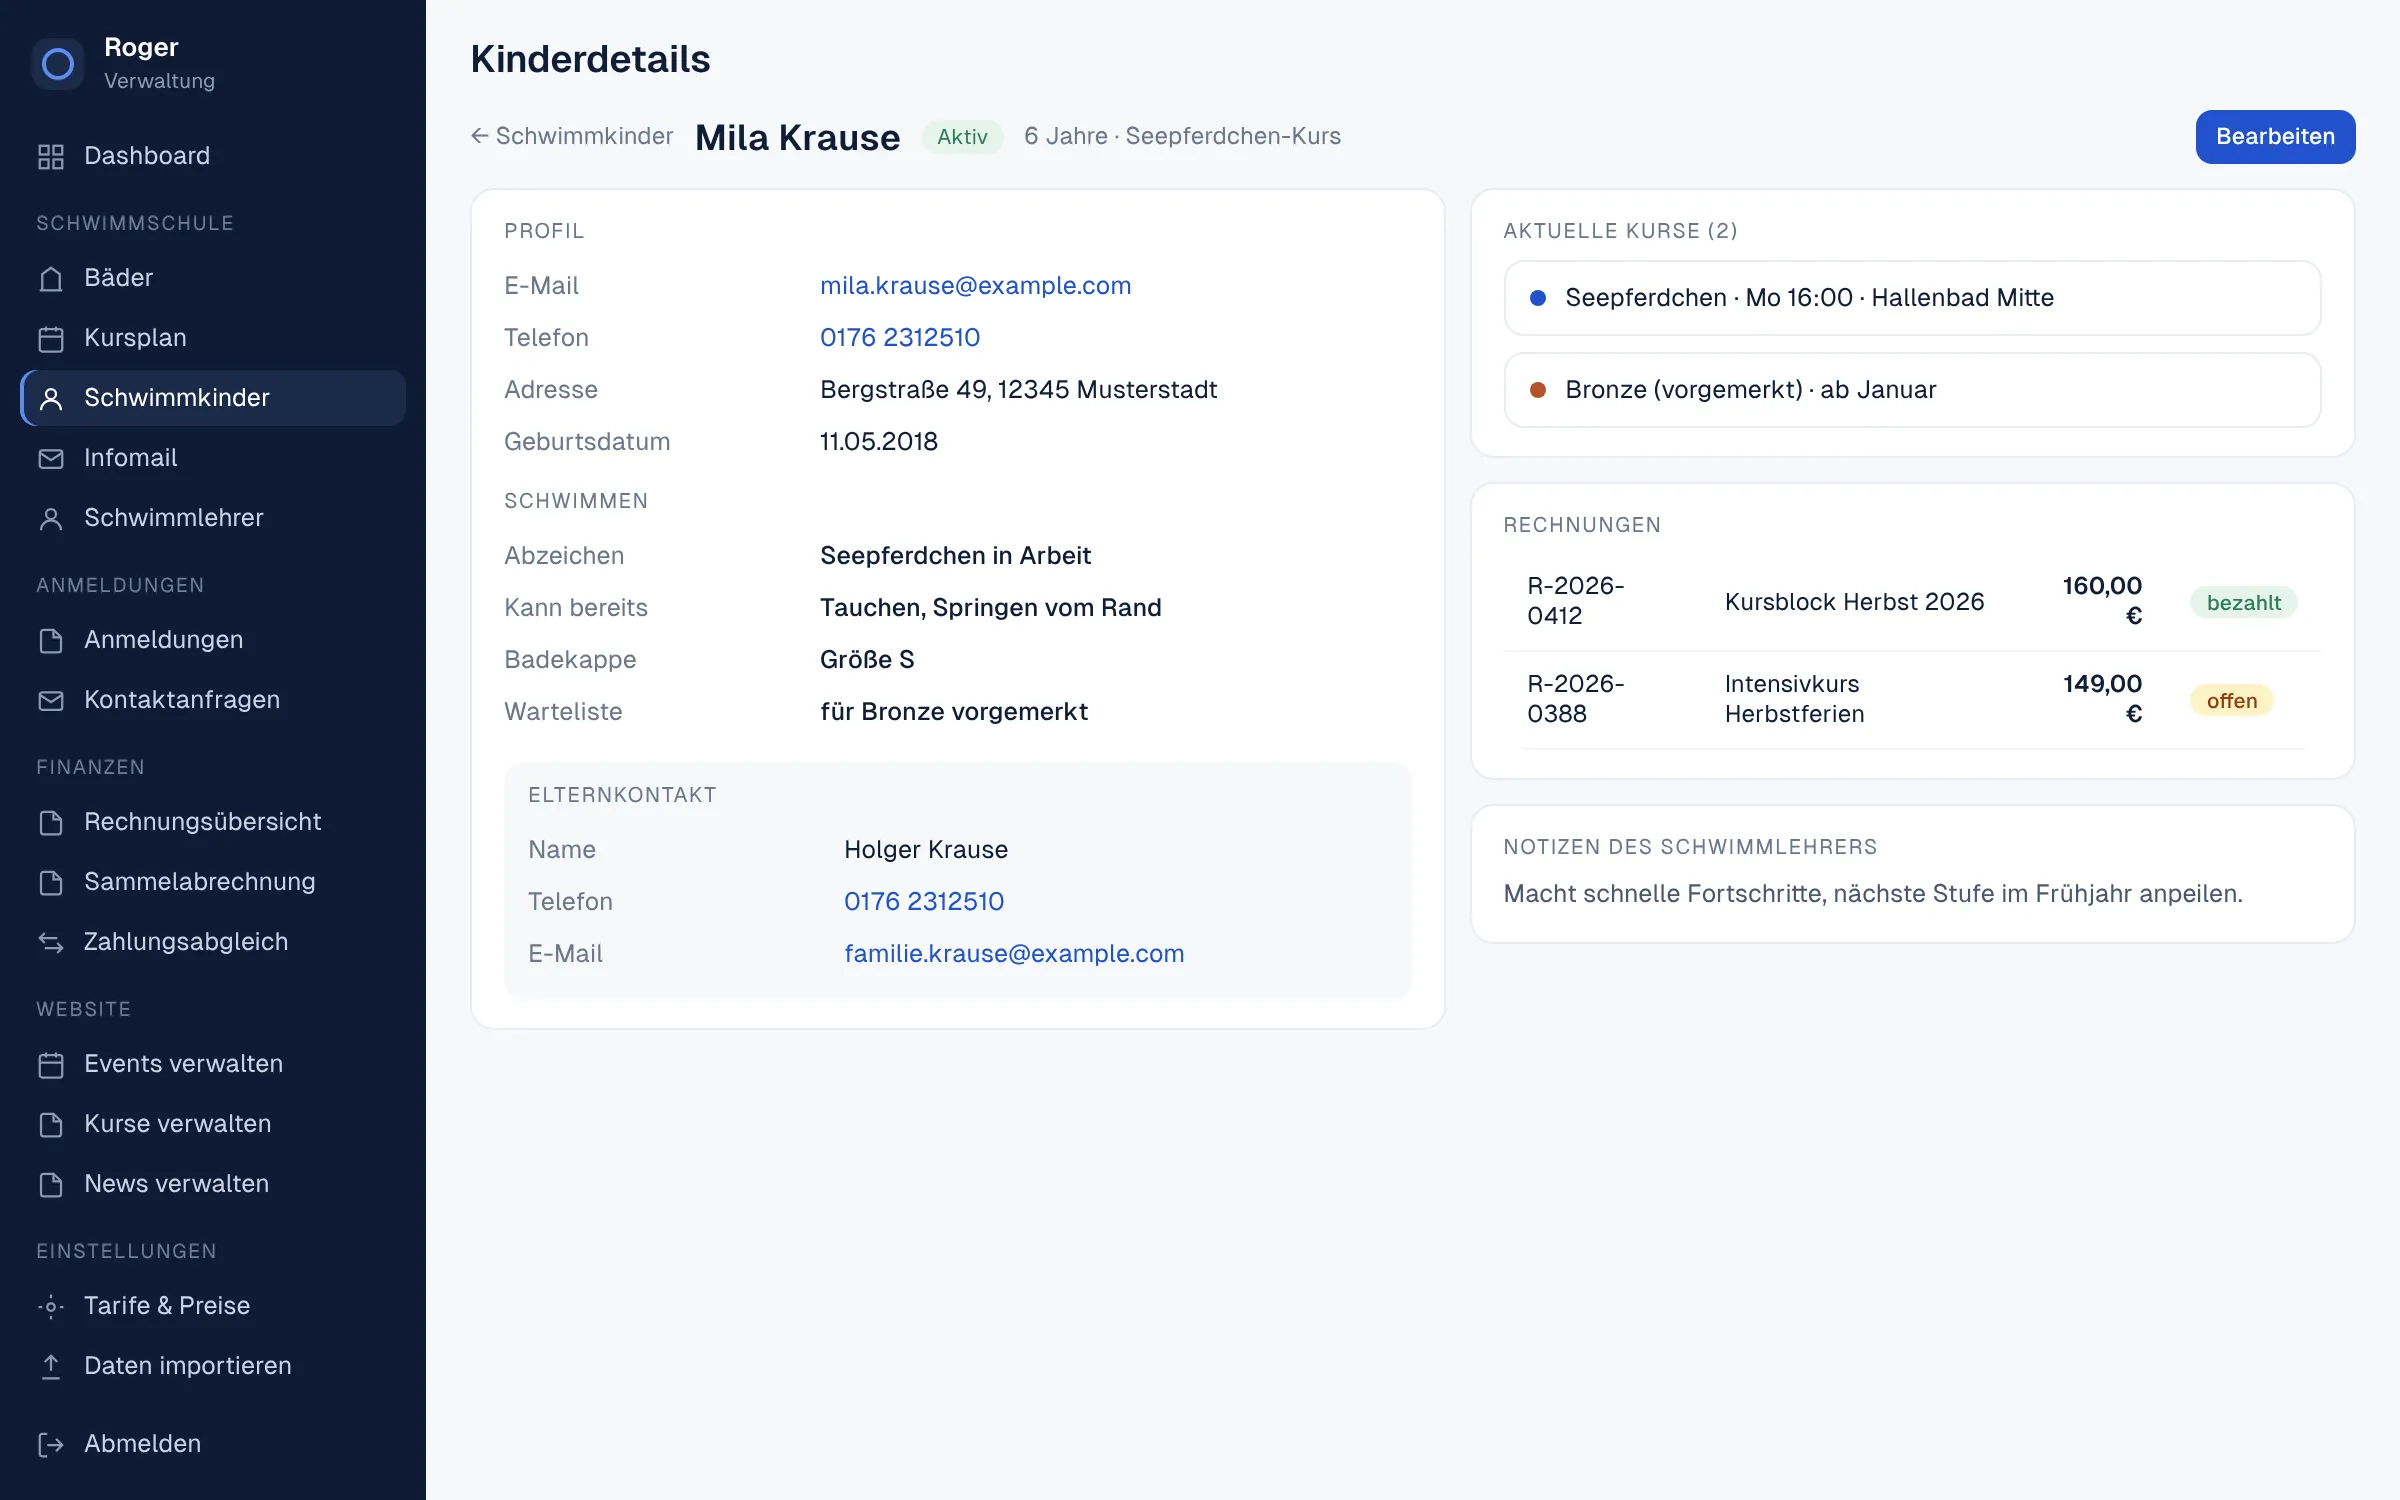 Roger
Verwaltung
Dashboard
SCHWIMMSCHULE
Bäder
Kursplan
Schwimmkinder
Infomail
Schwimmlehrer
ANMELDUNGEN
Anmeldungen
Kontaktanfragen
FINANZEN
Rechnungsübersicht
Sammelabrechnung
Zahlungsabgleich
WEBSITE
Events verwalten
Kurse verwalten
News verwalten
EINSTELLUNGEN
Tarife & Preise
Daten importieren
Abmelden
Kinderdetails
← Schwimmkinder Mila Krause Aktiv 6 Jahre · Seepferdchen-Kurs Bearbeiten
PROFIL
E-Mail mila.krause@example.com
Telefon 0176 2312510
Adresse Bergstraße 49, 12345 Musterstadt
Geburtsdatum 11.05.2018
SCHWIMMEN
Abzeichen Seepferdchen in Arbeit
Kann bereits Tauchen, Springen vom Rand
Badekappe Größe S
Warteliste für Bronze vorgemerkt
ELTERNKONTAKT
Name Holger Krause
Telefon 0176 2312510
E-Mail familie.krause@example.com
AKTUELLE KURSE (2)
Seepferdchen · Mo 16:00 · Hallenbad Mitte
Bronze (vorgemerkt) · ab Januar
RECHNUNGEN
R-2026-
0412
Kursblock Herbst 2026
160,00
€
bezahlt
R-2026-
0388
Intensivkurs
Herbstferien
149,00
€
offen
NOTIZEN DES SCHWIMMLEHRERS
Macht schnelle Fortschritte, nächste Stufe im Frühjahr anpeilen.